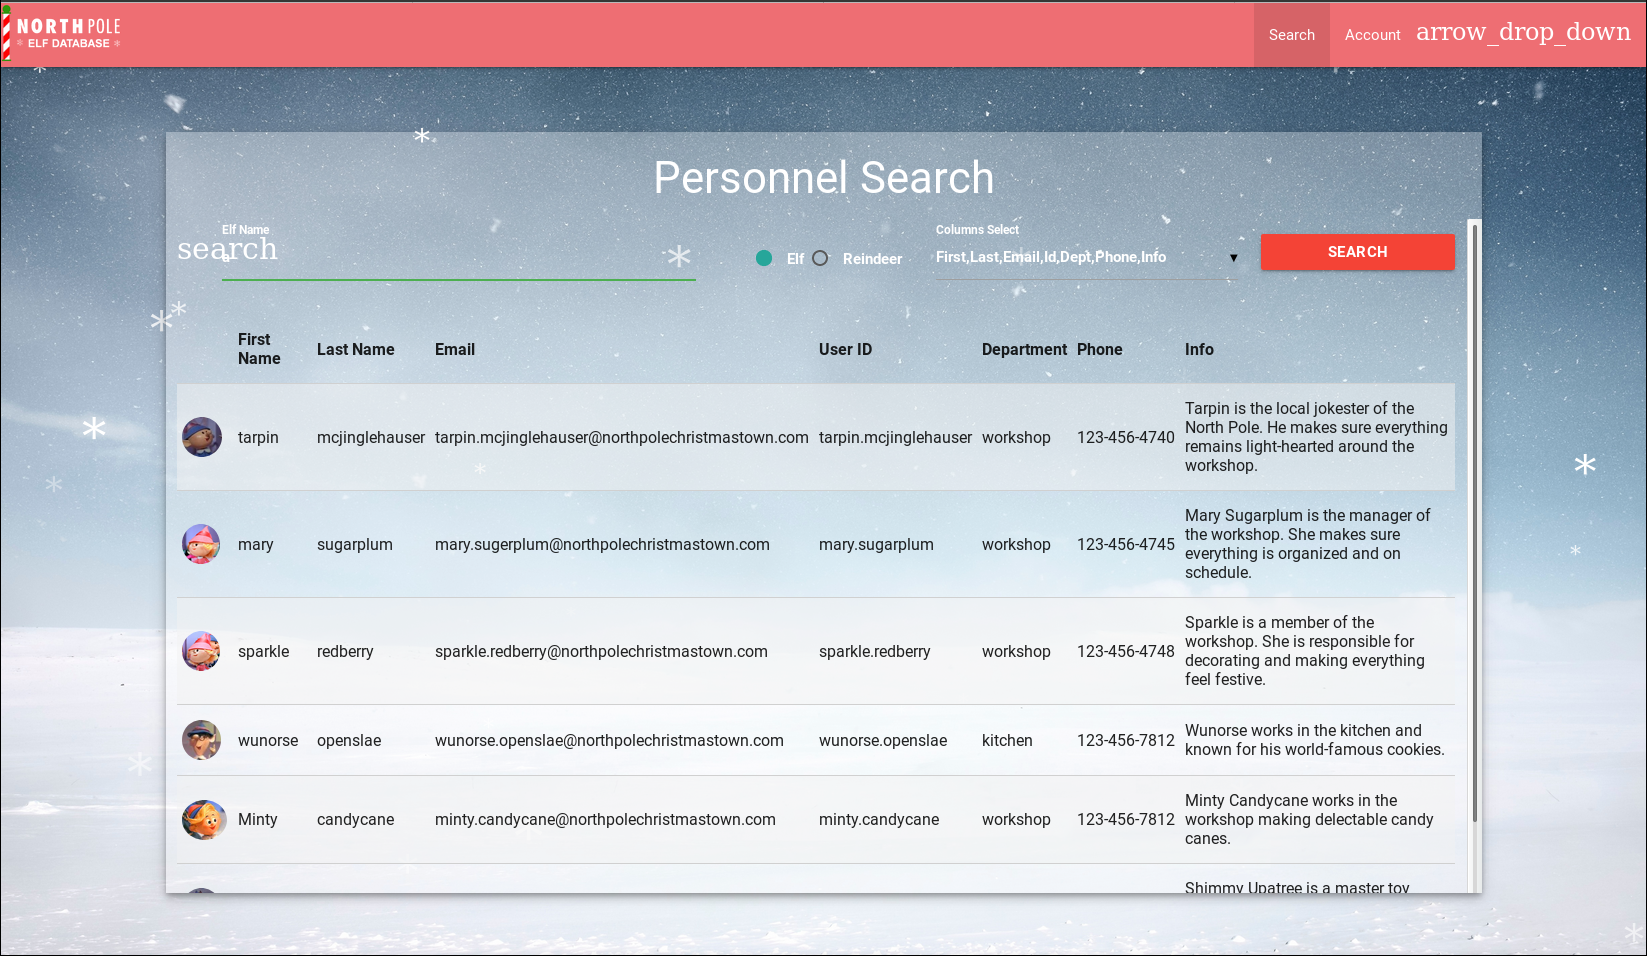 NORTH POLE
* ELF DATABASE *
Search
Account
arrow_drop_down
Personnel Search
Elf Name
search
a
Elf
Reindeer
Columns Select
First,Last,Email,Id,Dept,Phone,Info
▼
SEARCH
First Name Last Name Email User ID Department Phone Info
tarpin mcjinglehauser tarpin.mcjinglehauser@northpolechristmastown.com tarpin.mcjinglehauser workshop 123-456-4740
Tarpin is the local jokester of the
North Pole. He makes sure everything
remains light-hearted around the
workshop.
mary sugarplum mary.sugerplum@northpolechristmastown.com mary.sugarplum workshop 123-456-4745
Mary Sugarplum is the manager of
the workshop. She makes sure
everything is organized and on
schedule.
sparkle redberry sparkle.redberry@northpolechristmastown.com sparkle.redberry workshop 123-456-4748
Sparkle is a member of the
workshop. She is responsible for
decorating and making everything
feel festive.
wunorse openslae wunorse.openslae@northpolechristmastown.com wunorse.openslae kitchen 123-456-7812
Wunorse works in the kitchen and
known for his world-famous cookies.
Minty candycane minty.candycane@northpolechristmastown.com minty.candycane workshop 123-456-7812
Minty Candycane works in the
workshop making delectable candy
canes.
Shimmy Upatree is a master toy